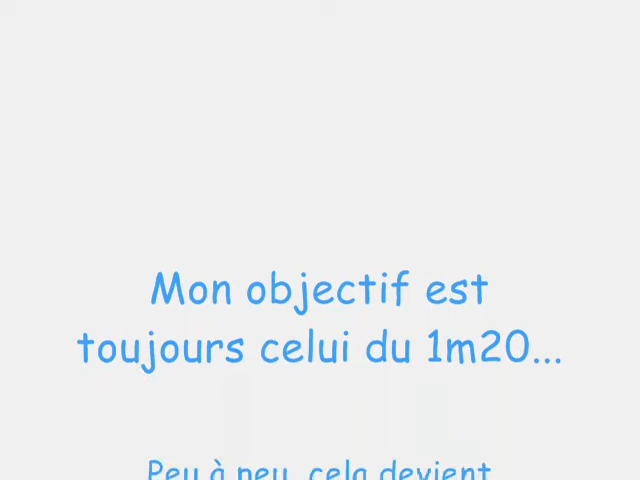 Mon objectif est
toujours celui du 1m20...
Peu à peu, cela devient